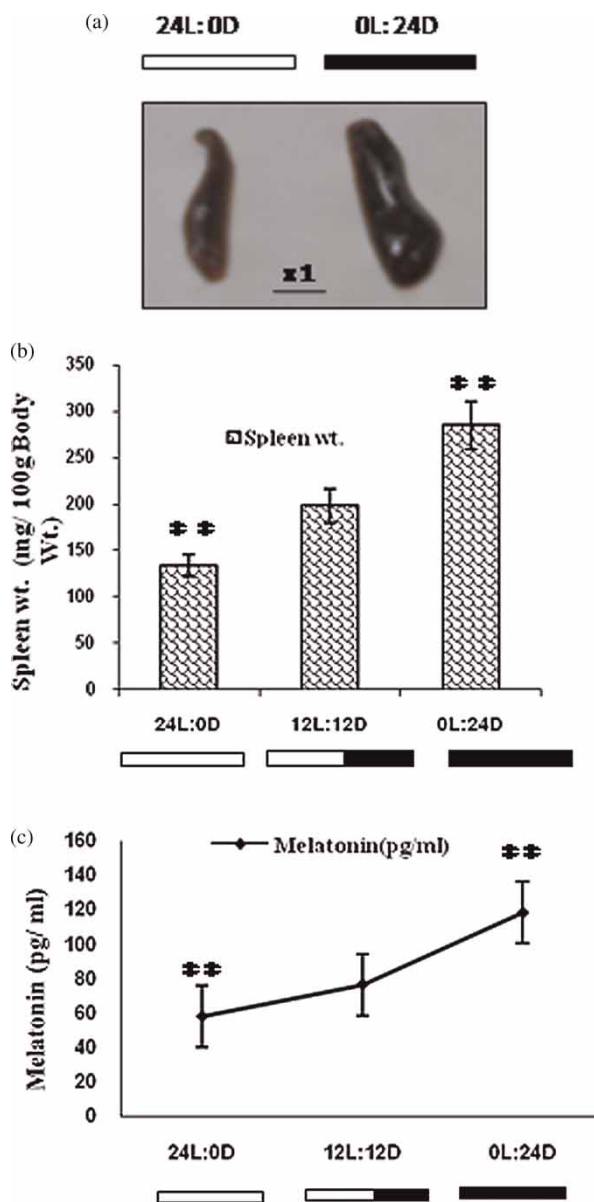 (a)
24L:0D 0L:24D
x1
(b)
Spleen wt. (mg/ 100g Body
Wt.)
350
300
250
200
150
100
50
0
** **
Spleen wt.
24L:0D 12L:12D 0L:24D
(c)
Melatonin (pg/ ml)
160
140
120
100
80
60
40
20
0
Melatonin(pg/ml)
** **
24L:0D 12L:12D 0L:24D